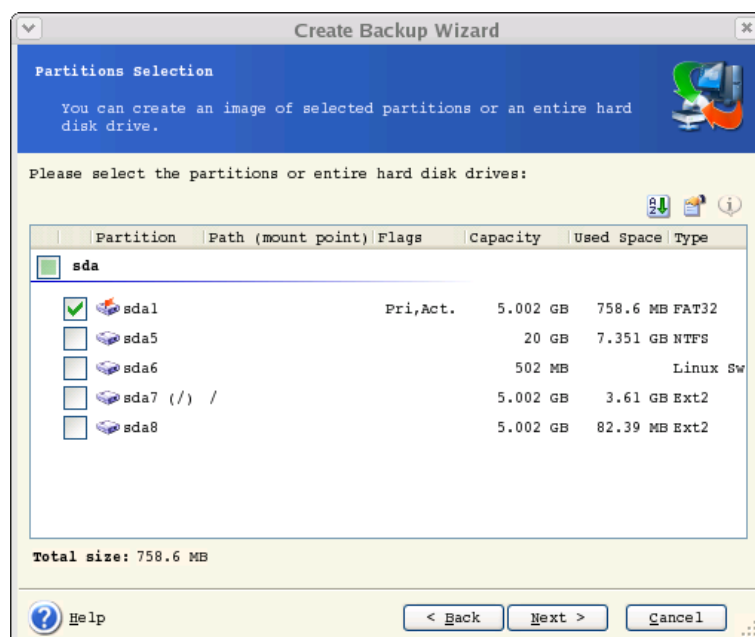 Create Backup Wizard
Partitions Selection
You can create an image of selected partitions or an entire hard
disk drive.
Please select the partitions or entire hard disk drives:
Partition Path (mount point) Flags Capacity Used Space Type
sda
sda1 Pri,Act. 5.002 GB 758.6 MB FAT32
sda5 20 GB 7.351 GB NTFS
sda6 502 MB Linux Sw
sda7 (/) / 5.002 GB 3.61 GB Ext2
sda8 5.002 GB 82.39 MB Ext2
Total size: 758.6 MB
Help < Back Next > Cancel